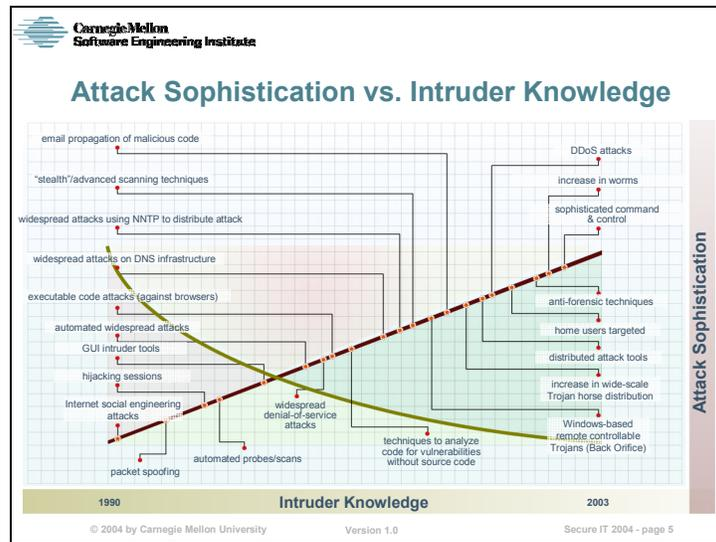 CarnegieMellon
Software Engineering Institute
Attack Sophistication vs. Intruder Knowledge
email propagation of malicious code
“stealth”/advanced scanning techniques
widespread attacks using NNTP to distribute attack
widespread attacks on DNS infrastructure
executable code attacks (against browsers)
automated widespread attacks
GUI intruder tools
hijacking sessions
Internet social engineering
attacks
packet spoofing
automated probes/scans
widespread
denial-of-service
attacks
techniques to analyze
code for vulnerabilities
without source code
DDoS attacks
increase in worms
sophisticated command
& control
anti-forensic techniques
home users targeted
distributed attack tools
increase in wide-scale
Trojan horse distribution
Windows-based
remote controllable
Trojans (Back Orifice)
Attack Sophistication
1990
Intruder Knowledge
2003
© 2004 by Carnegie Mellon University
Version 1.0
Secure IT 2004 - page 5